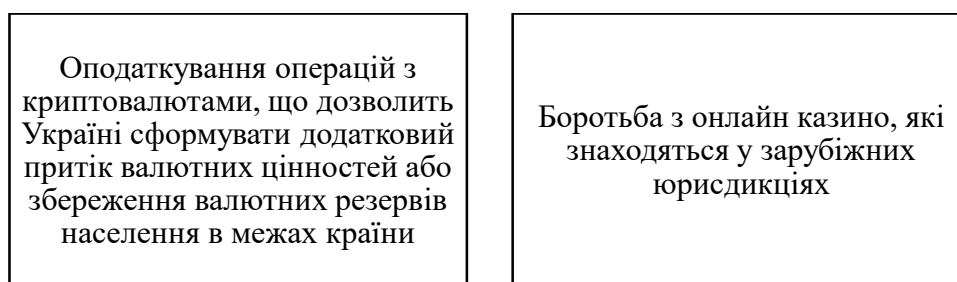 Оподаткування операцій з
криптовалютами, що дозволить
Україні сформувати додатковий
притік валютних цінностей або
збереження валютних резервів
населення в межах країни
Боротьба з онлайн казино, які
знаходяться у зарубіжних
юрисдикціях